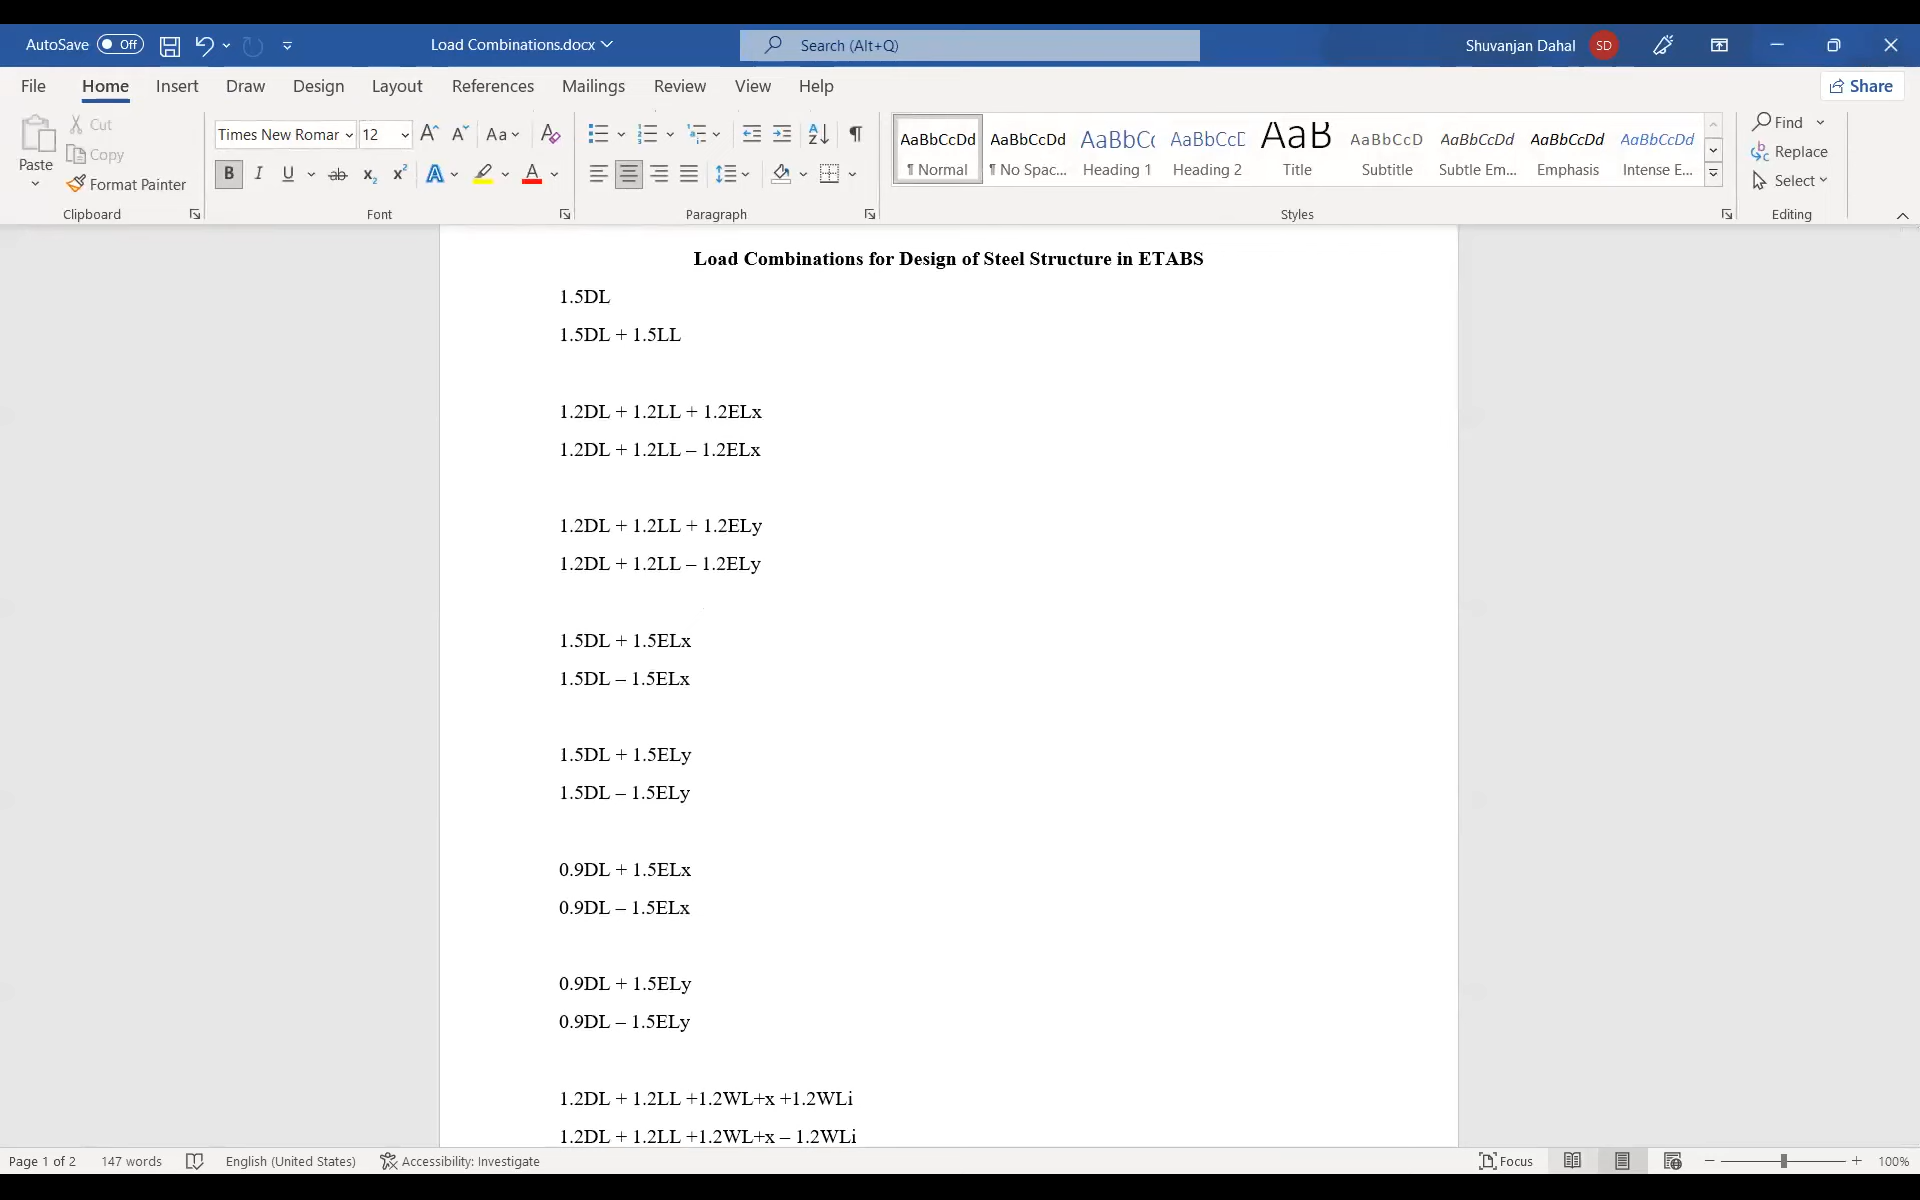 AutoSave Off Load Combinations.docx Search (Alt+Q) Shuvanjan Dahal SD
File Home Insert Draw Design Layout References Mailings Review View Help Share
Paste
Cut
Copy
Format Painter
Clipboard
Times New Roman 12 Aa
B I U ab x₂ x² A A
Font
Paragraph
AaBbCcDd AaBbCcDd AaBbCc AaBbCcD AaB AaBbCcD AaBbCcDd AaBbCcDd AaBbCcDd
¶ Normal ¶ No Spac... Heading 1 Heading 2 Title Subtitle Subtle Em... Emphasis Intense E...
Styles
Find
Replace
Select
Editing
Load Combinations for Design of Steel Structure in ETABS
1.5DL
1.5DL + 1.5LL
1.2DL + 1.2LL + 1.2ELx
1.2DL + 1.2LL – 1.2ELx
1.2DL + 1.2LL + 1.2ELy
1.2DL + 1.2LL – 1.2ELy
1.5DL + 1.5ELx
1.5DL – 1.5ELx
1.5DL + 1.5ELy
1.5DL – 1.5ELy
0.9DL + 1.5ELx
0.9DL – 1.5ELx
0.9DL + 1.5ELy
0.9DL – 1.5ELy
1.2DL + 1.2LL +1.2WL+x +1.2WLi
1.2DL + 1.2LL +1.2WL+x – 1.2WLi
Page 1 of 2 147 words English (United States) Accessibility: Investigate Focus 100%